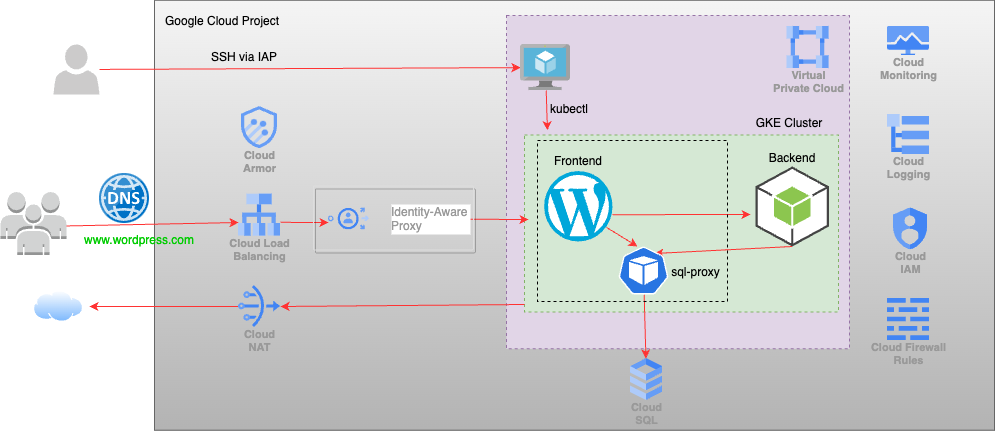 Google Cloud Project
SSH via IAP
kubectl
Virtual
Private Cloud
Cloud
Monitoring
GKE Cluster
Cloud
Armor
Frontend
Backend
Cloud
Logging
DNS
www.wordpress.com
Cloud Load
Balancing
Identity-Aware
Proxy
sql-proxy
Cloud
IAM
Cloud
NAT
Cloud Firewall
Rules
Cloud
SQL